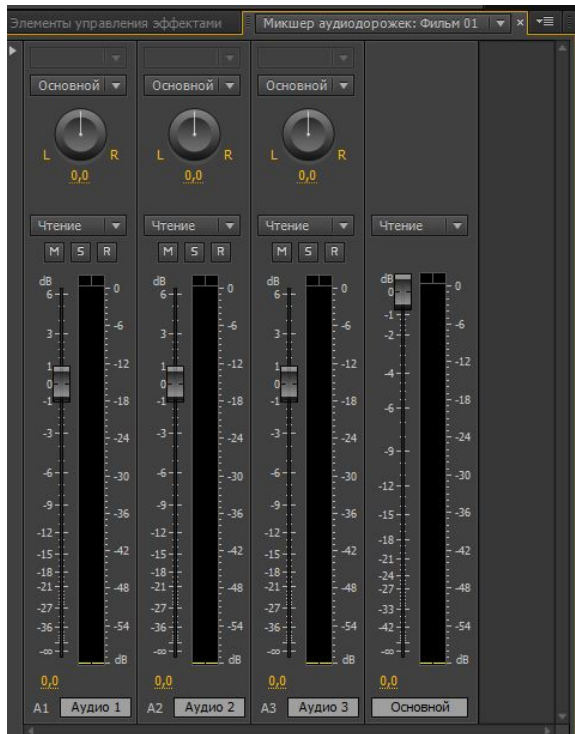 Элементы управления эффектами Микшер аудиодорожек: Фильм 01 ×
Основной Основной Основной
L R L R L R
0,0 0,0 0,0
Чтение Чтение Чтение Чтение
M S R M S R M S R
dB dB dB dB
6 0 6 0 6 0 0 0
-1
3 -6 3 -6 3 -6 -2 -6
1 -12 1 -12 1 -12 -4 -12
0 0 0
-1 -18 -1 -18 -1 -18 -6 -18
-3 -24 -3 -24 -3 -24 -9 -24
-6 -30 -6 -30 -6 -30 -12 -30
-9 -36 -9 -36 -9 -36 -15 -36
-12 -12 -12 -18
-15 -42 -15 -42 -15 -42 -21 -42
-18 -18 -18 -24
-21 -48 -21 -48 -21 -48 -27 -48
-27 -27 -27 -33
-36 -54 -36 -54 -36 -54 -42 -54
-∞ dB -∞ dB -∞ dB -∞ dB
0,0 0,0 0,0 0,0
A1 Аудио 1 A2 Аудио 2 A3 Аудио 3 Основной